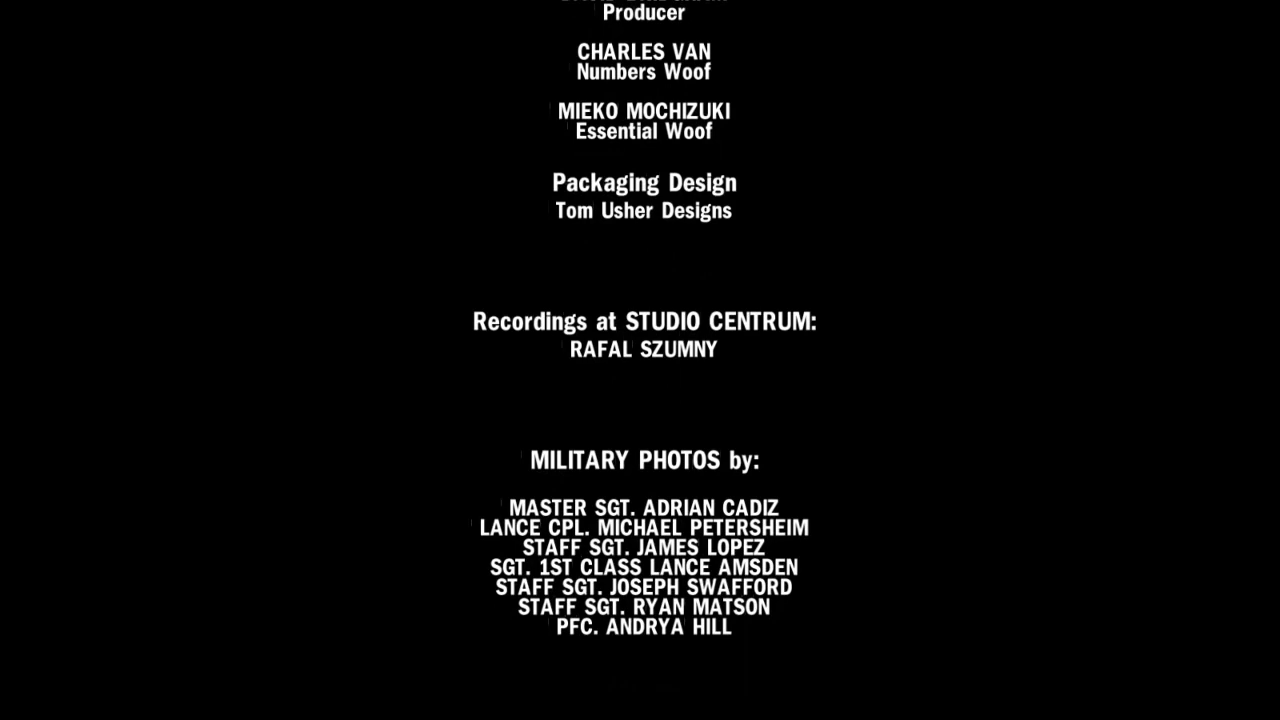 Producer
CHARLES VAN
Numbers Woof
MIEKO MOCHIZUKI
Essential Woof
Packaging Design
Tom Usher Designs
Recordings at STUDIO CENTRUM:
RAFAL SZUMNY
MILITARY PHOTOS by:
MASTER SGT. ADRIAN CADIZ
LANCE CPL. MICHAEL PETERSHEIM
STAFF SGT. JAMES LOPEZ
SGT. 1ST CLASS LANCE AMSDEN
STAFF SGT. JOSEPH SWAFFORD
STAFF SGT. RYAN MATSON
PFC. ANDRYA HILL